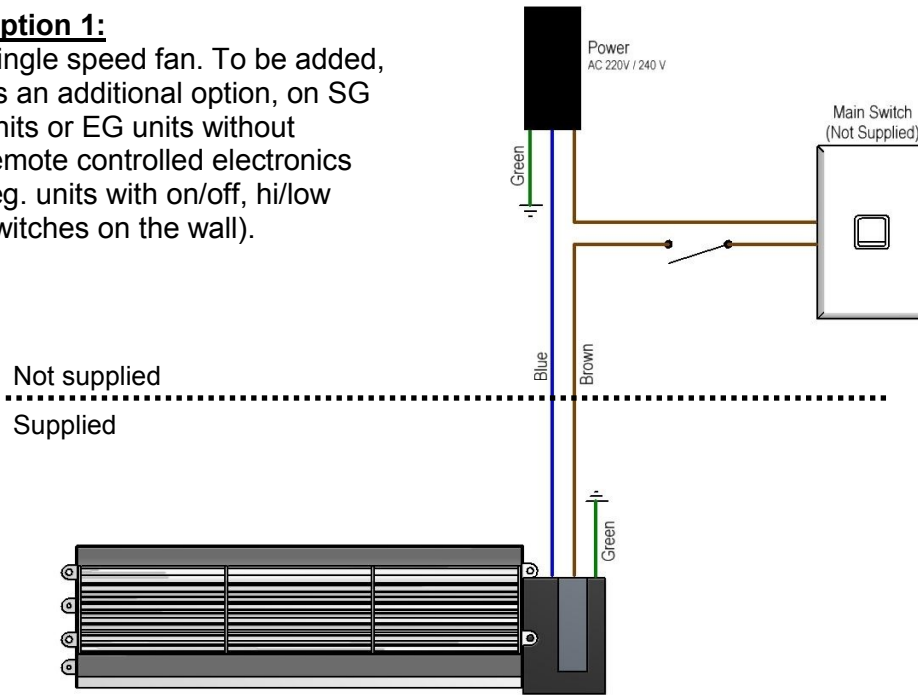 ption 1:
ingle speed fan. To be added,
s an additional option, on SG
nits or EG units without
emote controlled electronics
eg. units with on/off, hi/low
witches on the wall).
Power
AC 220V / 240 V
Main Switch
(Not Supplied)
Green
Blue
Brown
Not supplied
Supplied
Green